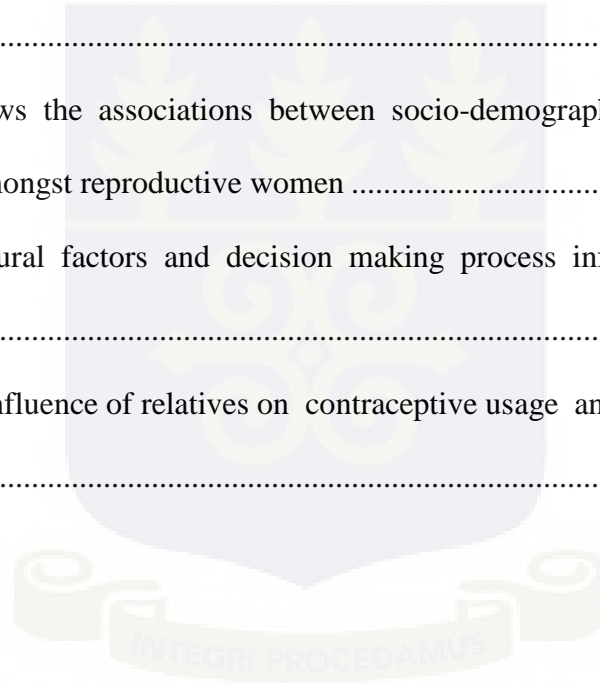 ..........................................................................
ws the associations between socio-demograph
ongst reproductive women ................................
ural factors and decision making process in
..........................................................................
nfluence of relatives on contraceptive usage an
..........................................................................
INTEGRI PROCEDAMUS